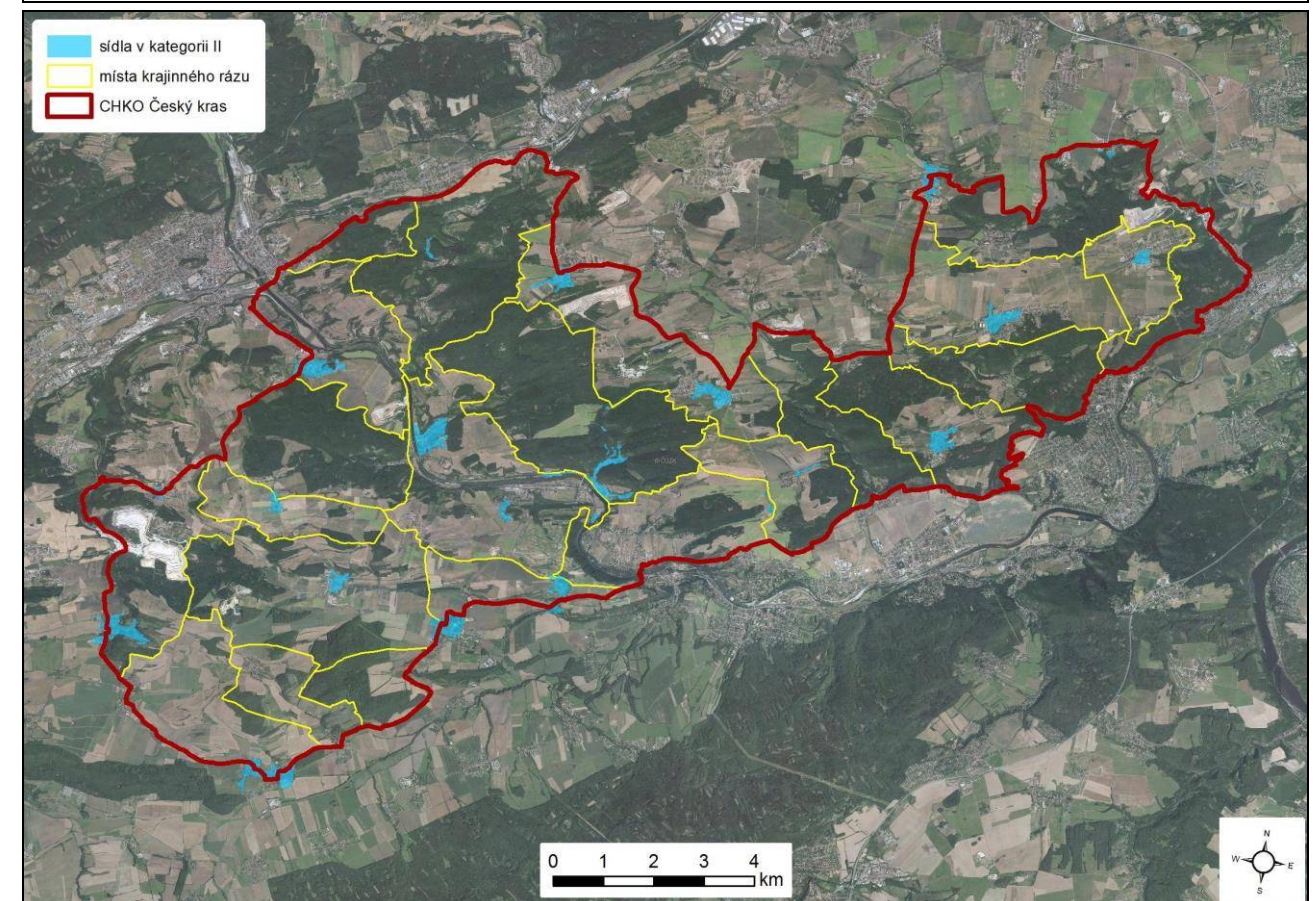 sídla v kategorii II
místa krajinného rázu
CHKO Český kras
0 1 2 3 4
km
N
W E
S